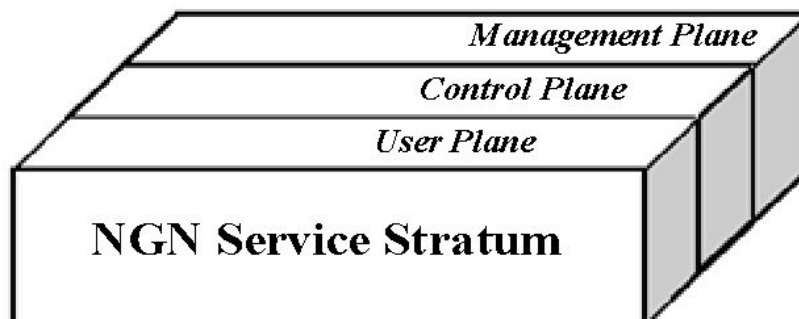 Management Plane
Control Plane
User Plane
NGN Service Stratum